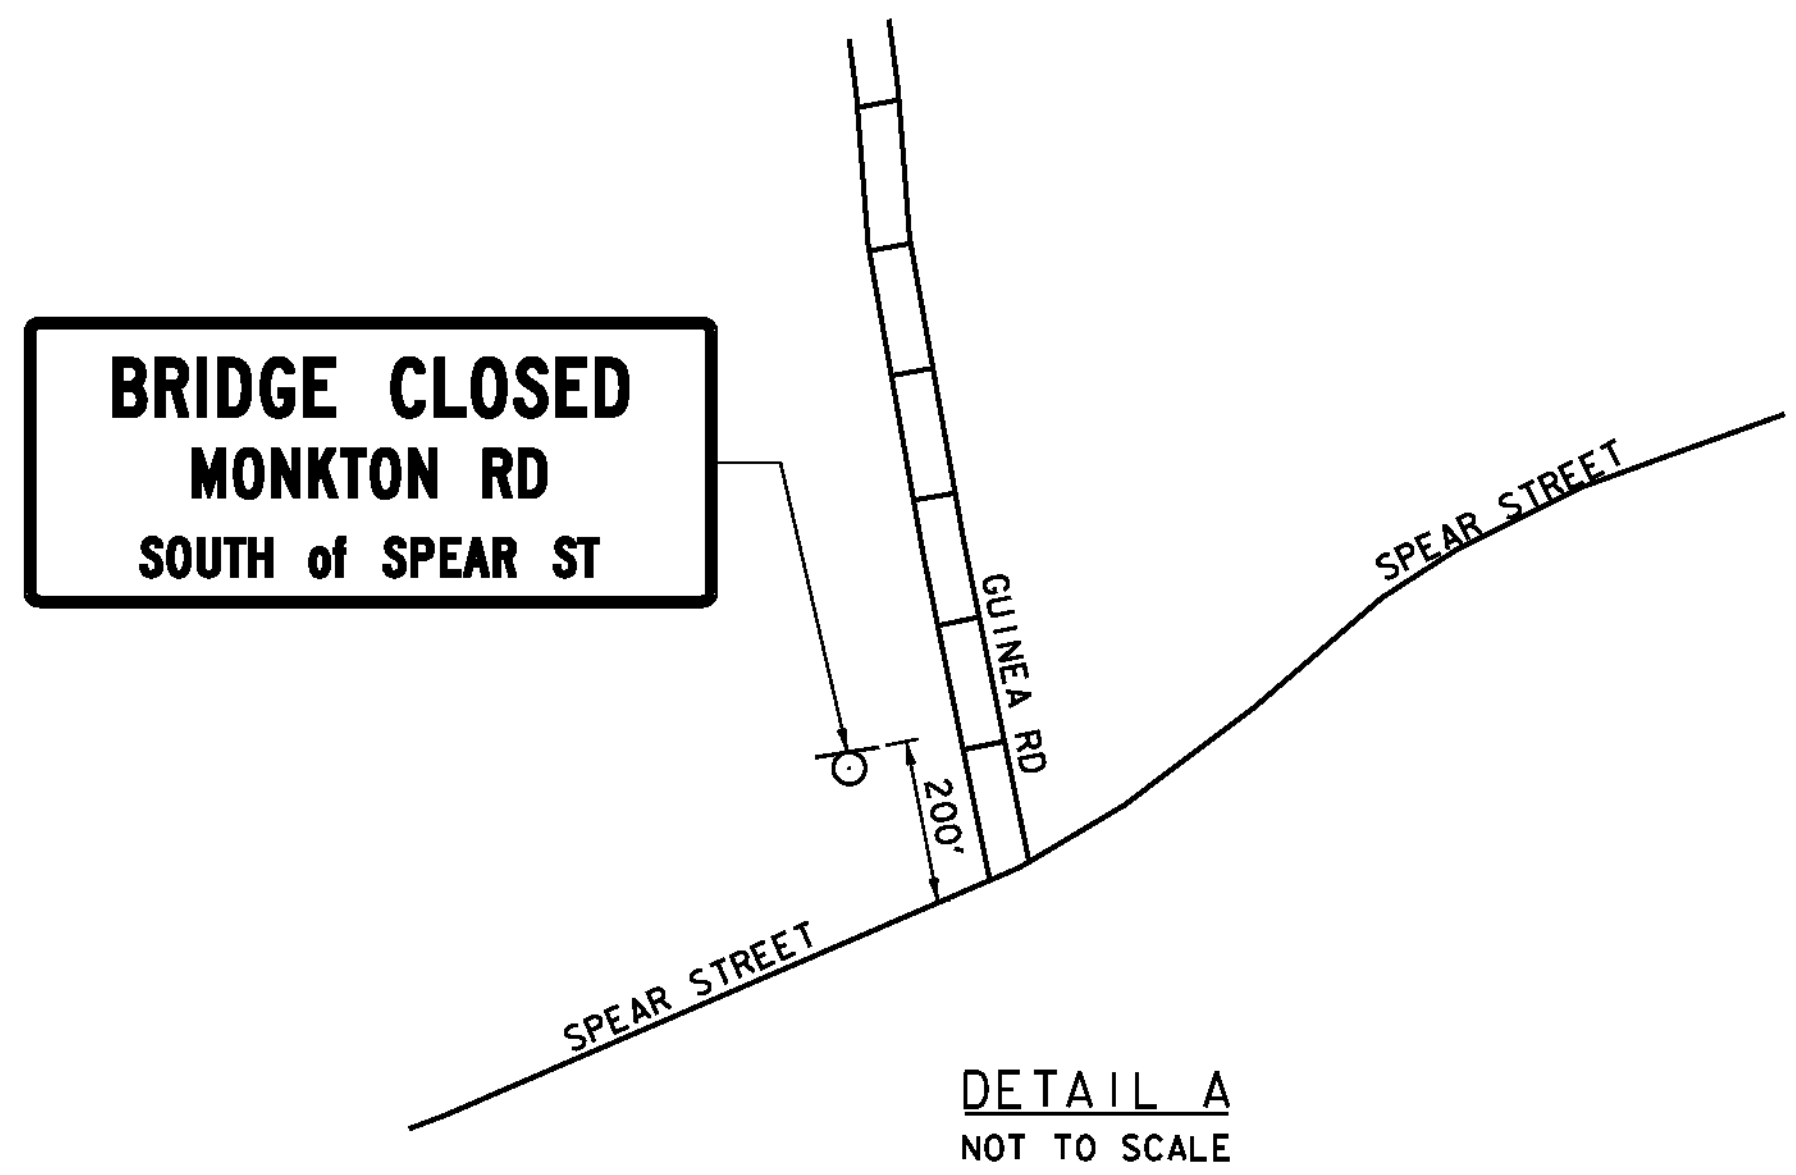 BRIDGE CLOSED
MONKTON RD
SOUTH of SPEAR ST
SPEAR STREET
GUINEA RD
200'
SPEAR STREET
DETAIL A
NOT TO SCALE